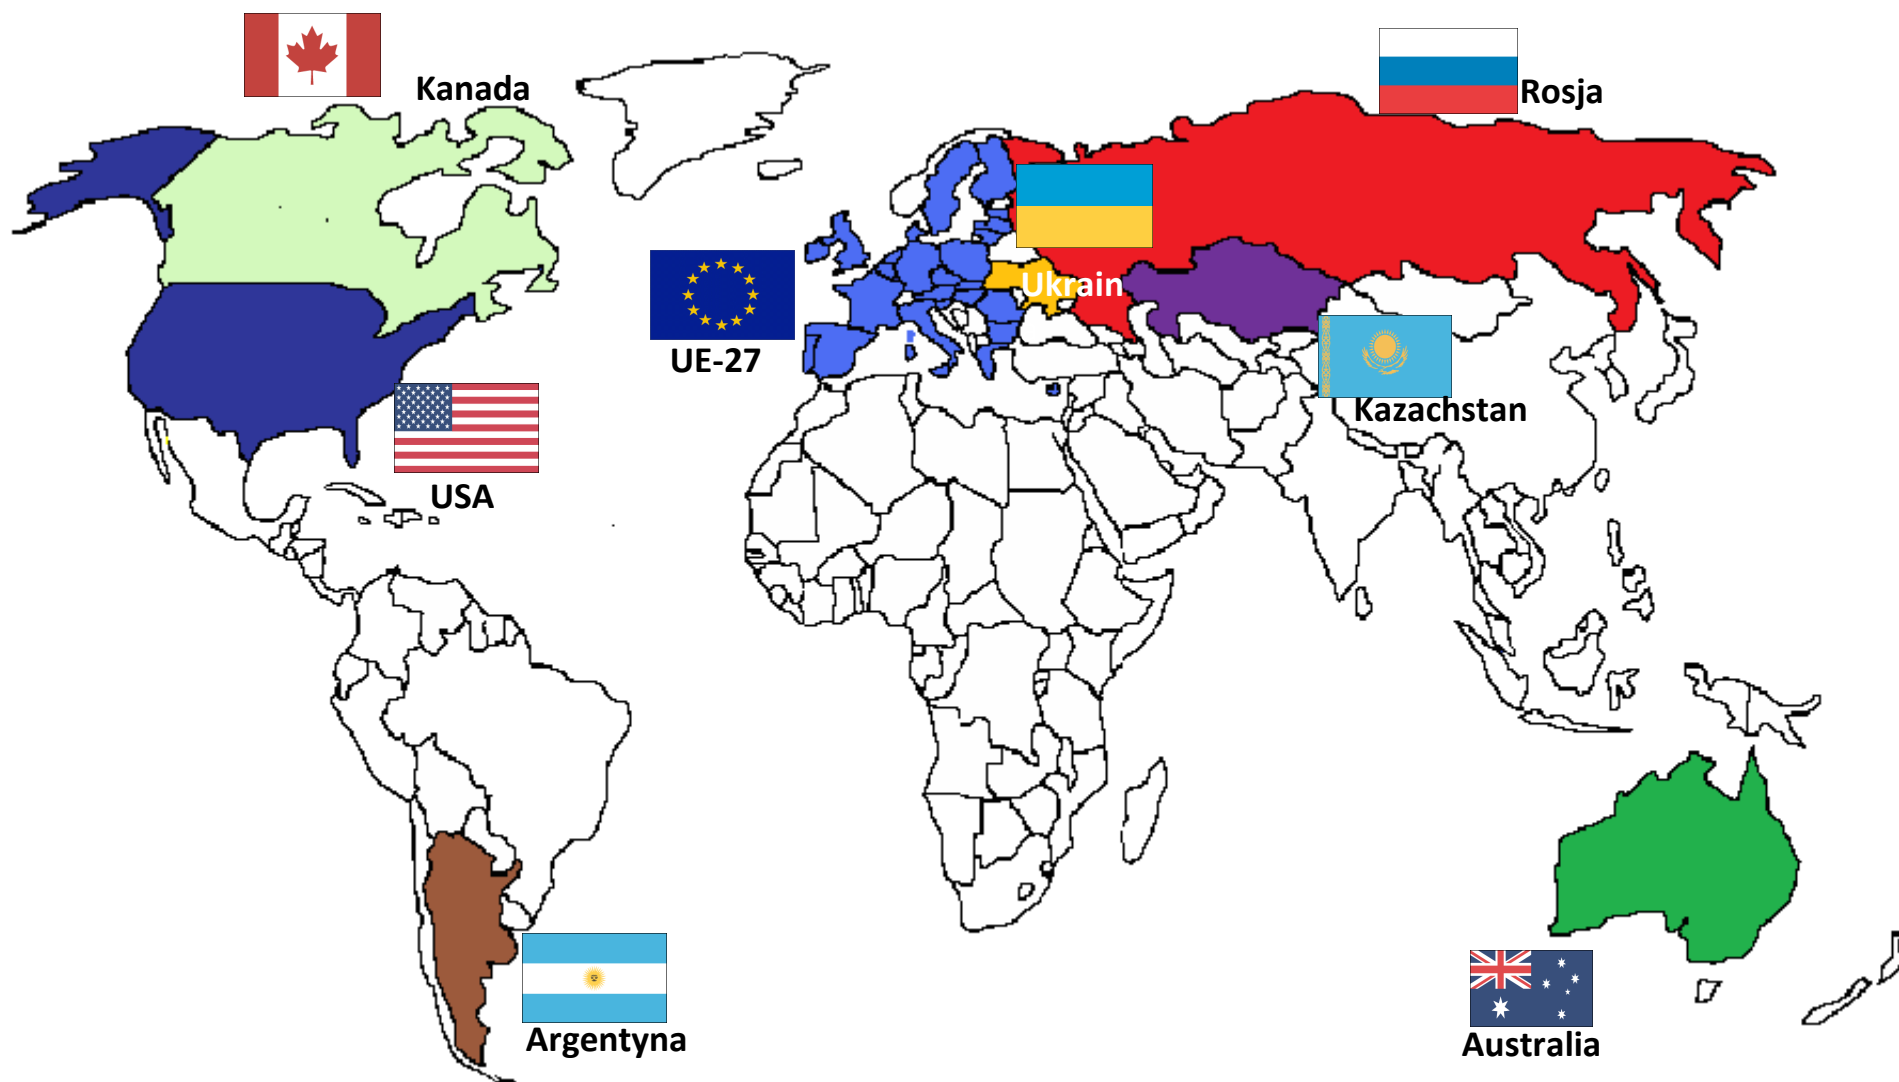 Kanada
Rosja
Ukrain
UE-27
Kazachstan
USA
Argentyna
Australia